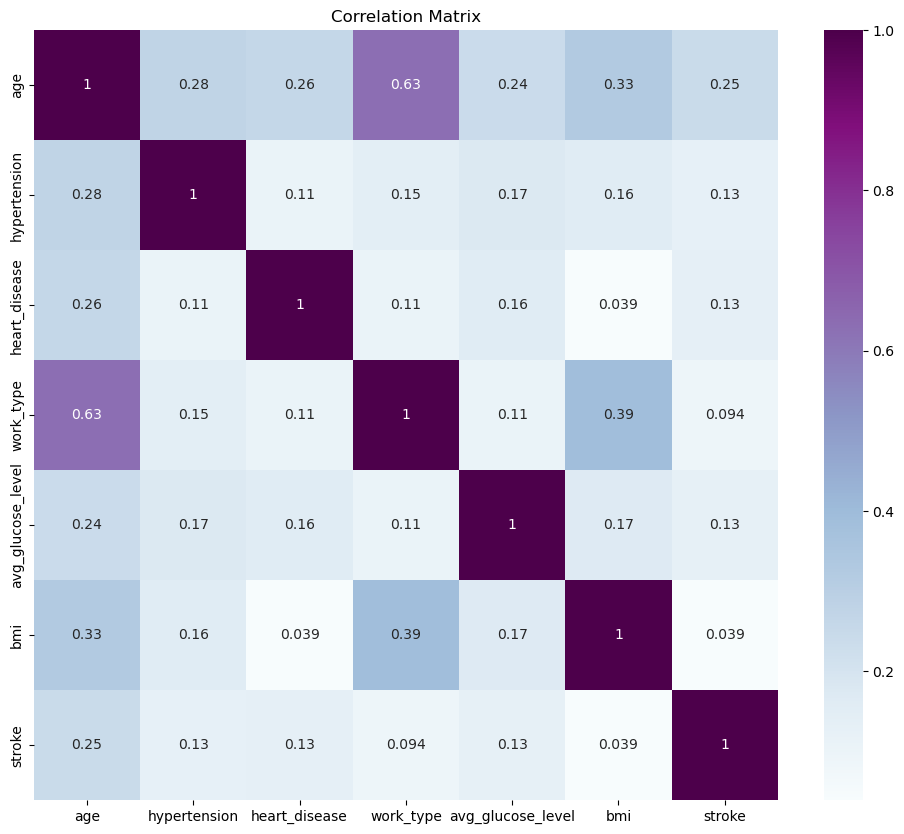 Correlation Matrix
age 1 0.28 0.26 0.63 0.24 0.33 0.25
hypertension 0.28 1 0.11 0.15 0.17 0.16 0.13
heart_disease 0.26 0.11 1 0.11 0.16 0.039 0.13
work_type 0.63 0.15 0.11 1 0.11 0.39 0.094
avg_glucose_level 0.24 0.17 0.16 0.11 1 0.17 0.13
bmi 0.33 0.16 0.039 0.39 0.17 1 0.039
stroke 0.25 0.13 0.13 0.094 0.13 0.039 1
age hypertension heart_disease work_type avg_glucose_level bmi stroke
1.0
0.8
0.6
0.4
0.2